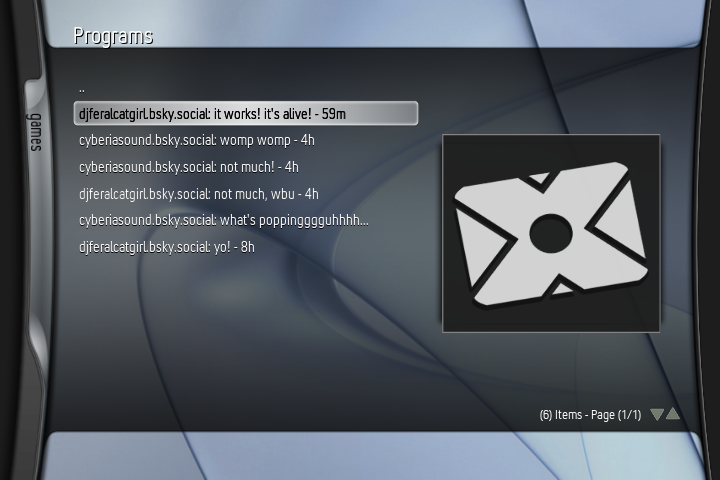 Programs
games
..
djferalcatgirl.bsky.social: it works! it's alive! - 59m
cyberiasound.bsky.social: womp womp - 4h
cyberiasound.bsky.social: not much! - 4h
djferalcatgirl.bsky.social: not much, wbu - 4h
cyberiasound.bsky.social: what's poppingggguhhhh...
djferalcatgirl.bsky.social: yo! - 8h
(6) Items - Page (1/1)